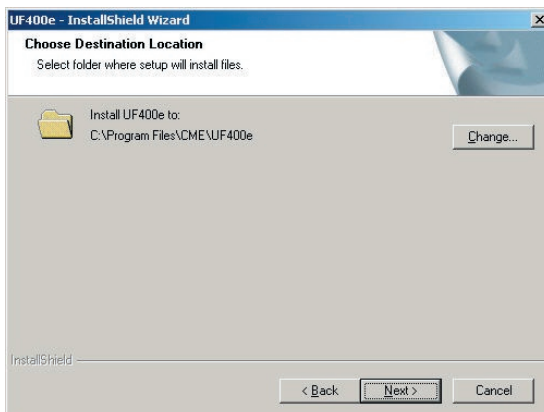 UF400e - InstallShield Wizard
Choose Destination Location
Select folder where setup will install files.
Install UF400e to:
C:\Program Files\CME\UF400e
Change...
InstallShield
< Back
Next >
Cancel